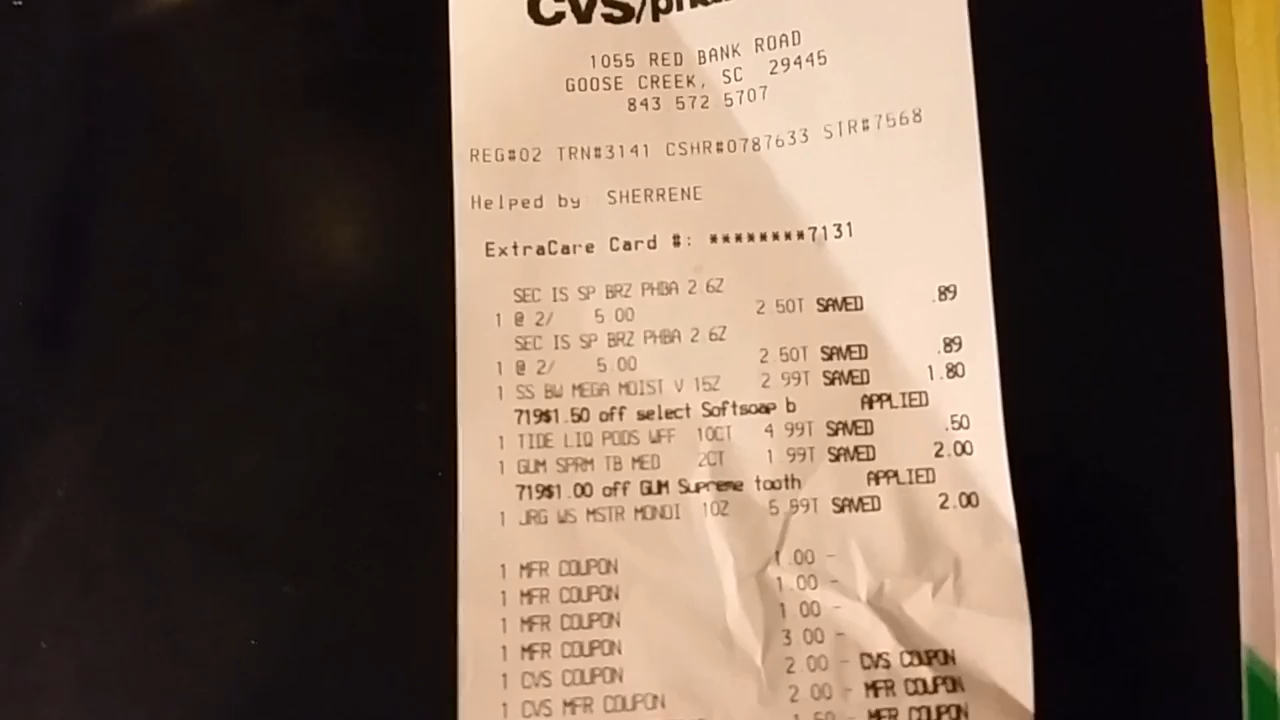 CVS/pha
1055 RED BANK ROAD
GOOSE CREEK, SC 29445
843 572 5707
REG#02 TRN#3141 CSHR#0787633 STR#7568
Helped by SHERRENE
ExtraCare Card #: ********7131
SEC IS SP BRZ PHBA 2 6Z
1 @ 2/ 5.00 2.50T SAVED .89
SEC IS SP BRZ PHBA 2 6Z
1 @ 2/ 5.00 2.50T SAVED .89
1 SS BW MEGA MOIST V 15Z 2.99T SAVED 1.80
719$1.50 off select Softsoap b APPLIED
1 TIDE LIQ PODS WFF 10CT 4.99T SAVED .50
1 GUM SPRM TB MED 2CT 1.99T SAVED 2.00
719$1.00 off GUM Supreme tooth APPLIED
1 JRG WS MSTR MONOI 10Z 5.99T SAVED 2.00
1 MFR COUPON 1.00 -
1 MFR COUPON 1.00 -
1 MFR COUPON 1.00 -
1 MFR COUPON 3.00 -
1 CVS COUPON 2.00 - CVS COUPON
1 CVS MFR COUPON 2.00 - MFR COUPON
1.50 - MFR COUPON